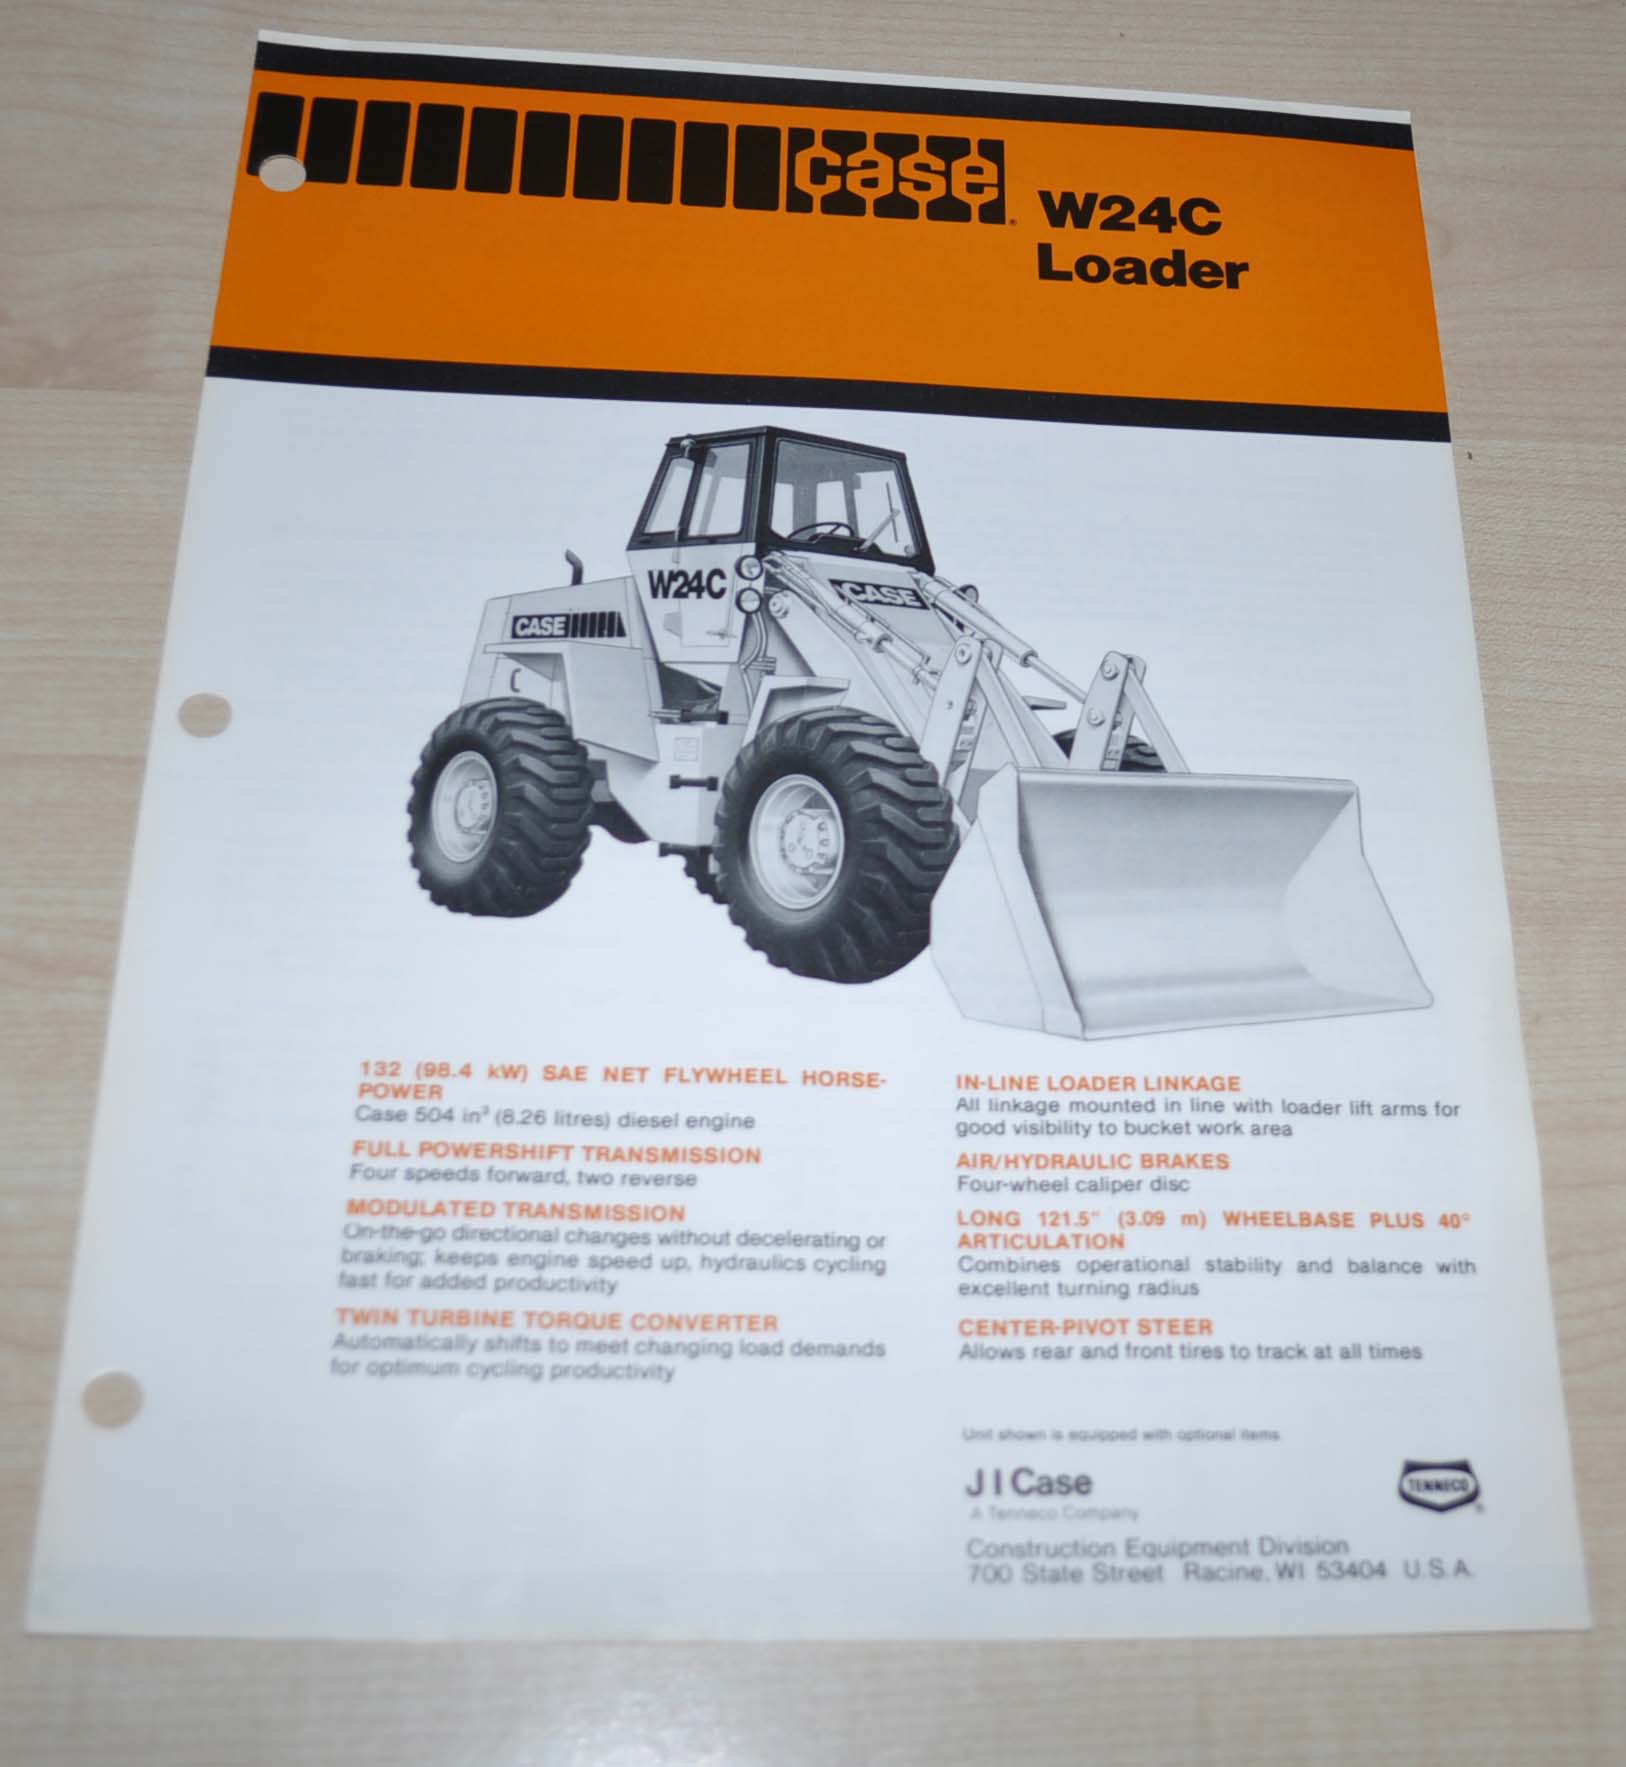 case
W24C
Loader
W24C
CASE
CASE
132 (98.4 kW) SAE NET FLYWHEEL HORSE-
POWER
Case 504 in³ (8.26 litres) diesel engine
FULL POWERSHIFT TRANSMISSION
Four speeds forward, two reverse
MODULATED TRANSMISSION
On-the-go directional changes without decelerating or
braking; keeps engine speed up, hydraulics cycling
fast for added productivity
TWIN TURBINE TORQUE CONVERTER
Automatically shifts to meet changing load demands
for optimum cycling productivity
IN-LINE LOADER LINKAGE
All linkage mounted in line with loader lift arms for
good visibility to bucket work area
AIR/HYDRAULIC BRAKES
Four-wheel caliper disc
LONG 121.5" (3.09 m) WHEELBASE PLUS 40°
ARTICULATION
Combines operational stability and balance with
excellent turning radius
CENTER-PIVOT STEER
Allows rear and front tires to track at all times
Unit shown is equipped with optional items.
J I Case
A Tenneco Company
TENNECO
Construction Equipment Division
700 State Street Racine, WI 53404 U.S.A.